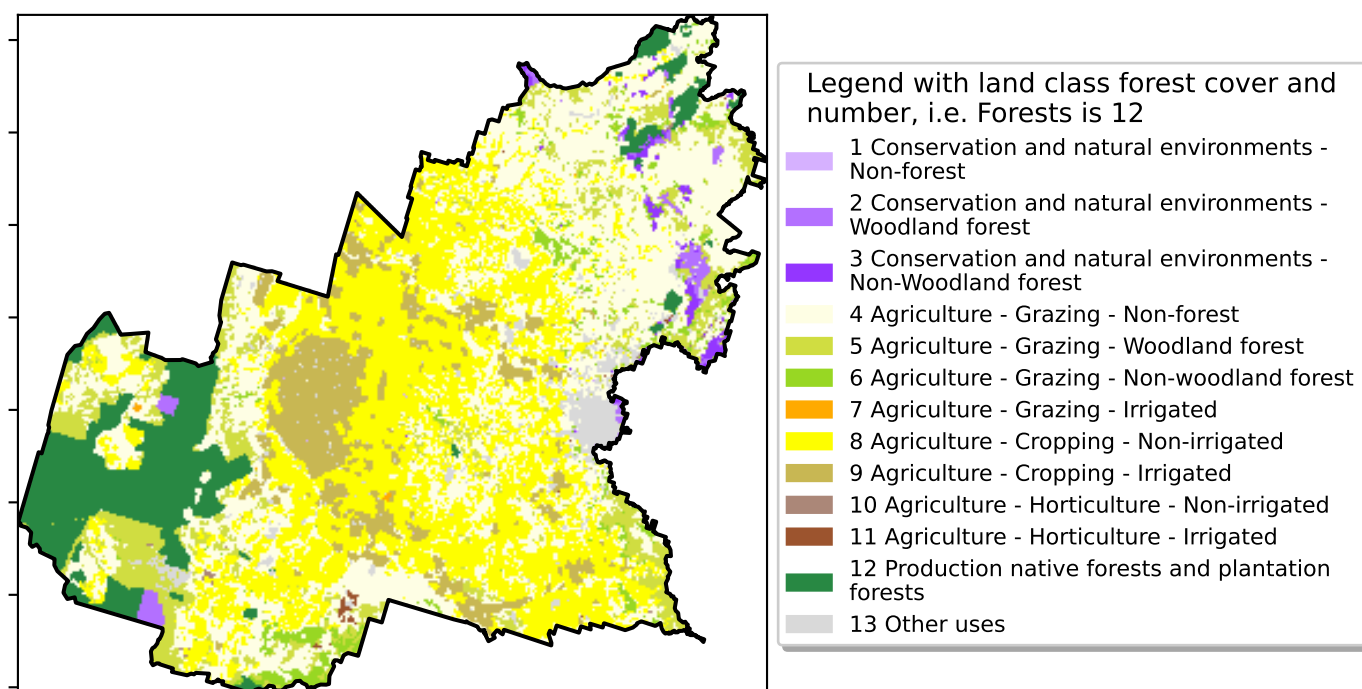 Legend with land class forest cover and
number, i.e. Forests is 12
1 Conservation and natural environments -
Non-forest
2 Conservation and natural environments -
Woodland forest
3 Conservation and natural environments -
Non-Woodland forest
4 Agriculture - Grazing - Non-forest
5 Agriculture - Grazing - Woodland forest
6 Agriculture - Grazing - Non-woodland forest
7 Agriculture - Grazing - Irrigated
8 Agriculture - Cropping - Non-irrigated
9 Agriculture - Cropping - Irrigated
10 Agriculture - Horticulture - Non-irrigated
11 Agriculture - Horticulture - Irrigated
12 Production native forests and plantation
forests
13 Other uses